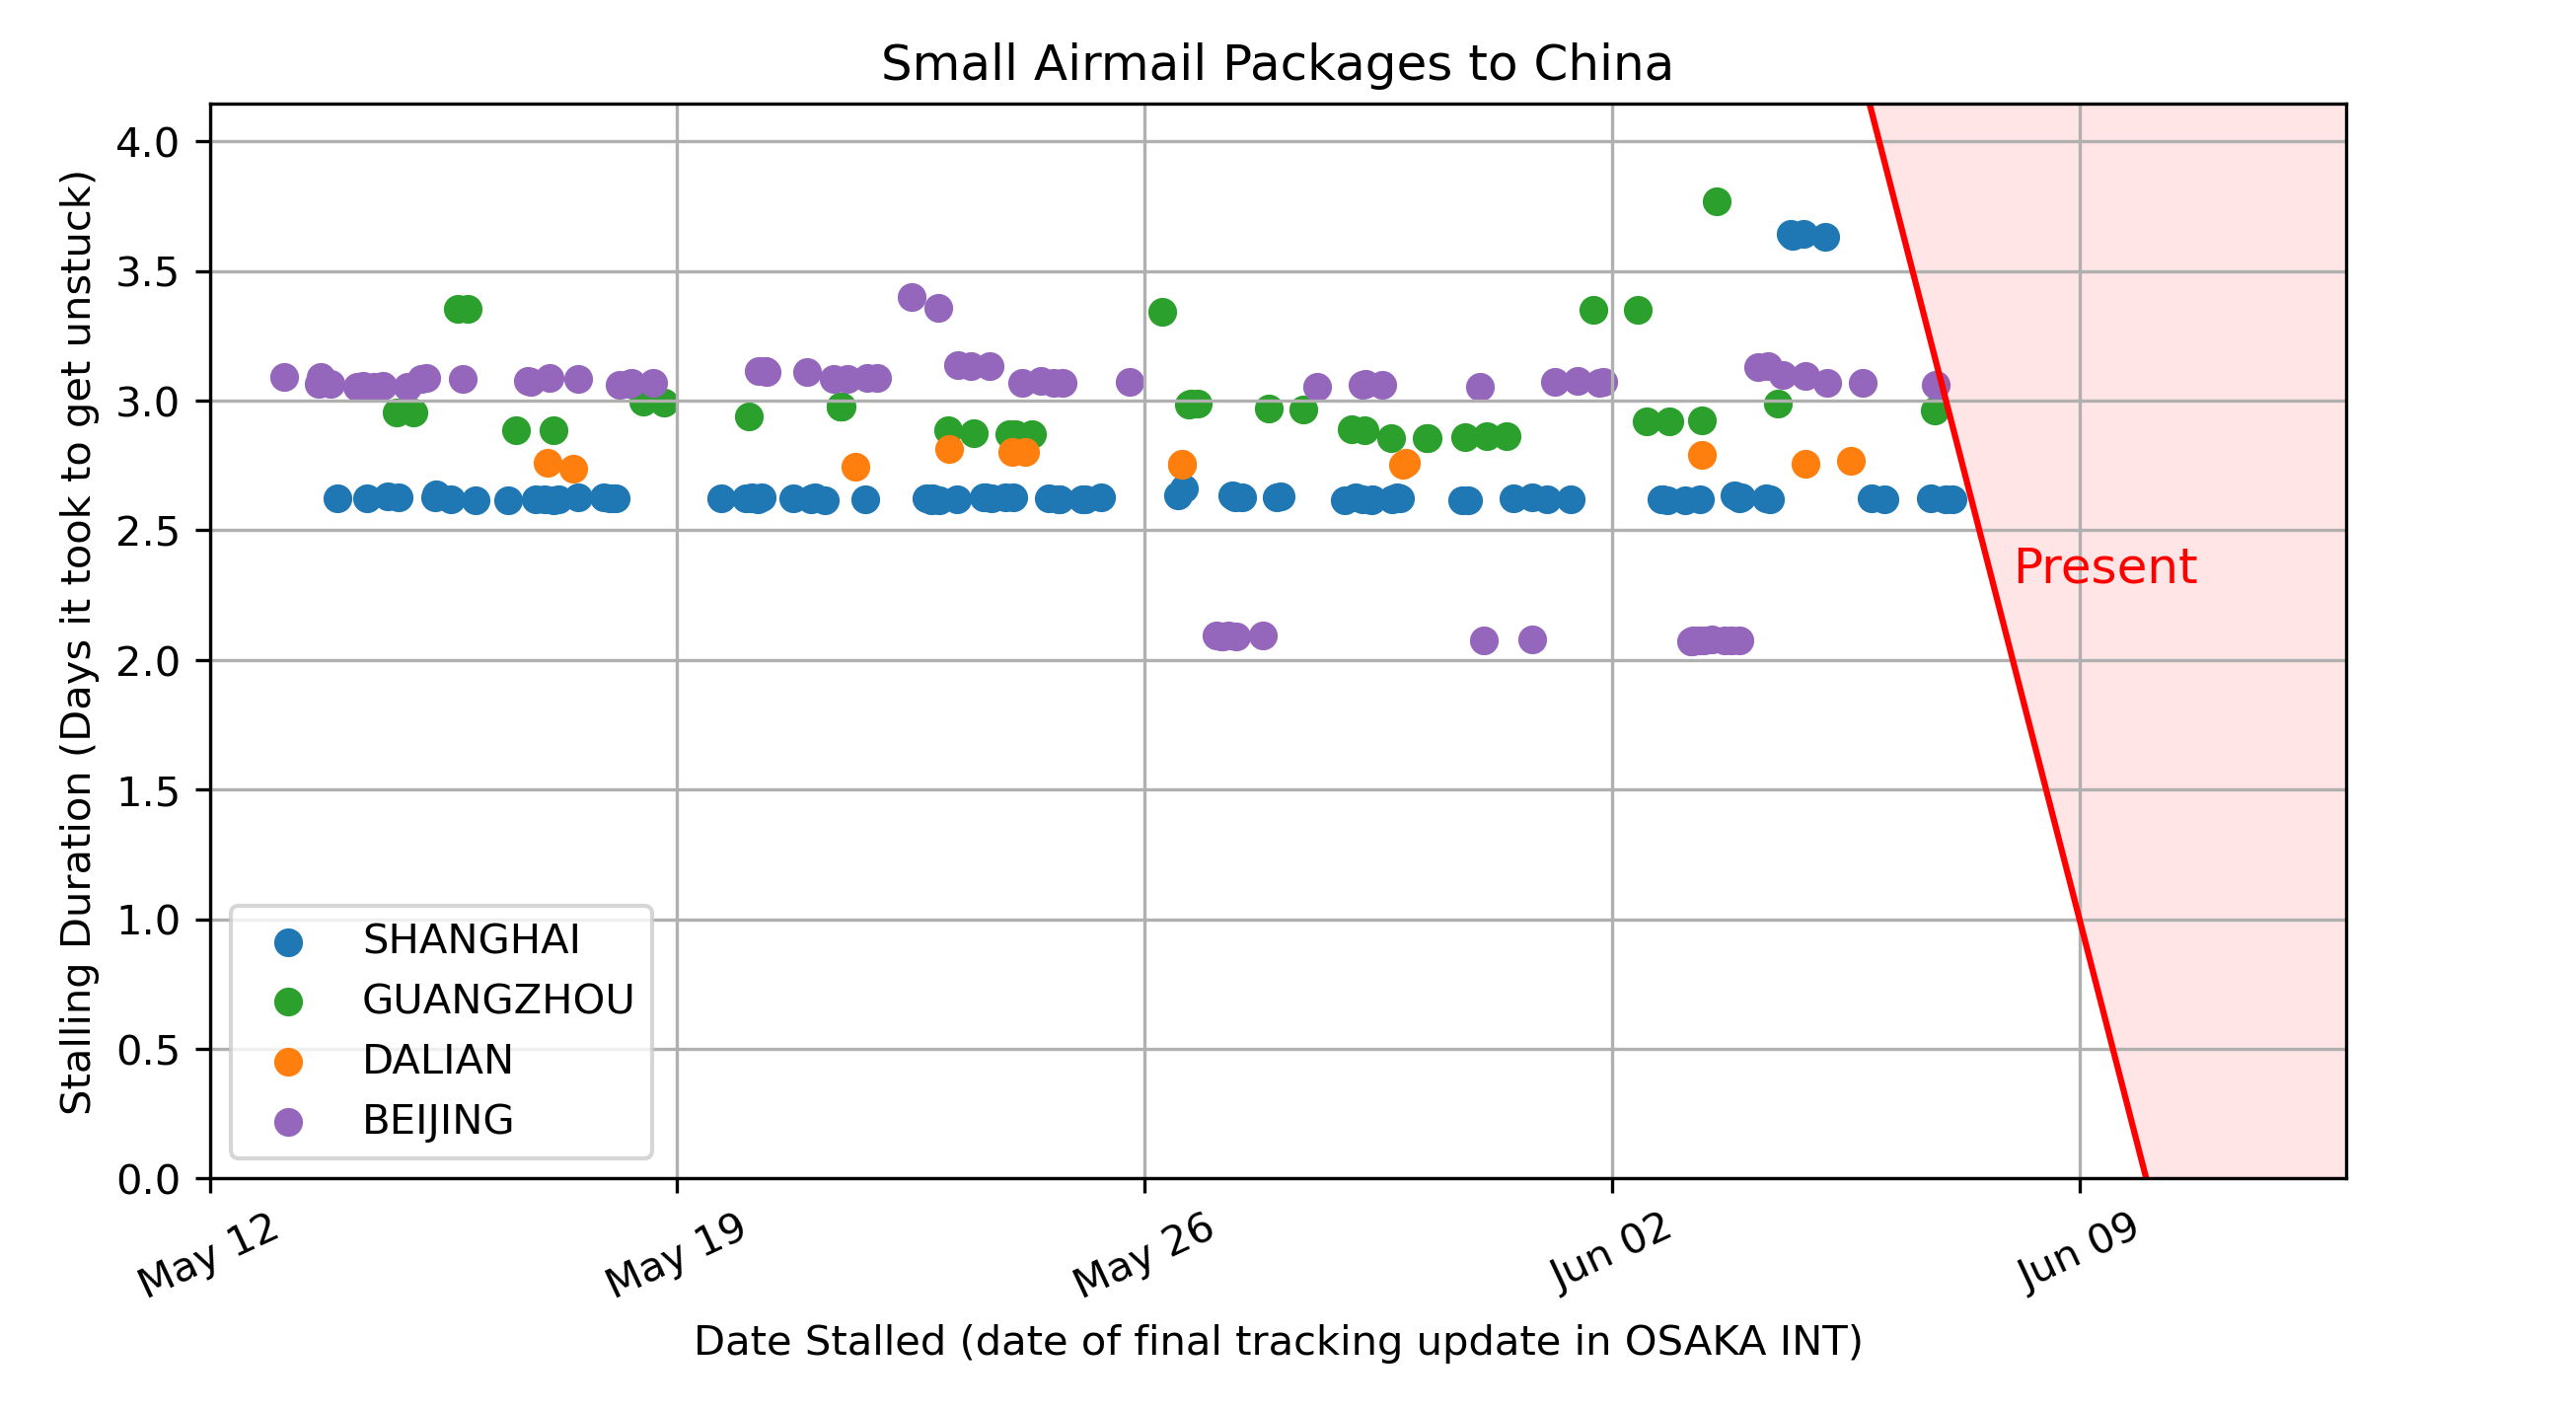 Small Airmail Packages to China
Stalling Duration (Days it took to get unstuck)
4.0
3.5
3.0
2.5
2.0
1.5
1.0
0.5
0.0
Present
SHANGHAI
GUANGZHOU
DALIAN
BEIJING
May 12
May 19
May 26
Jun 02
Jun 09
Date Stalled (date of final tracking update in OSAKA INT)